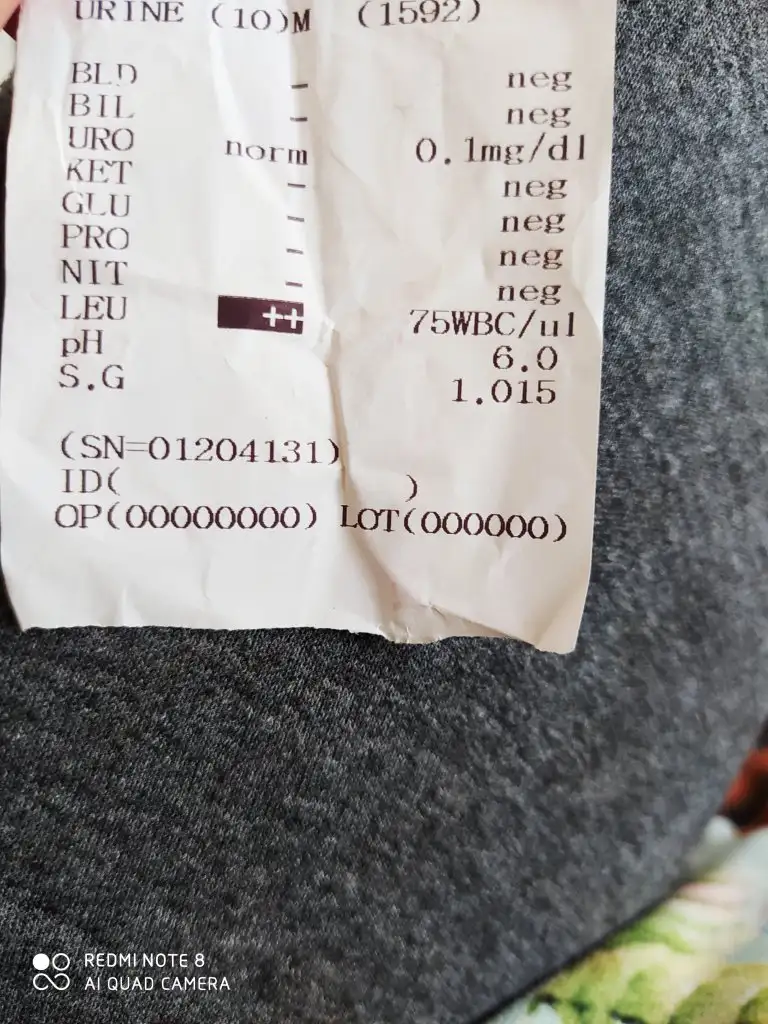 URINE (10)M (1592)
BLD - neg
BIL - neg
URO norm 0.1mg/dl
KET - neg
GLU - neg
PRO - neg
NIT - neg
LEU ++ 75WBC/ul
pH 6.0
S.G 1.015
(SN=01204131)
ID( )
OP(00000000) LOT(000000)
REDMI NOTE 8
AI QUAD CAMERA